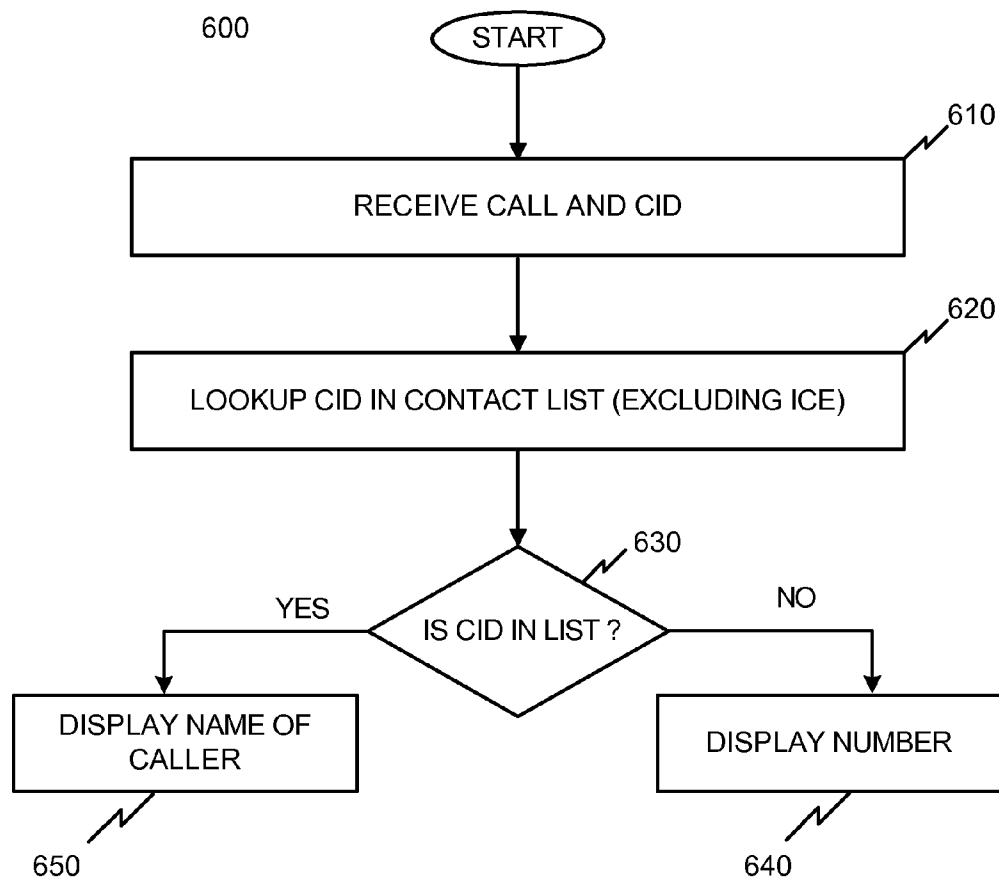 600
START
610
RECEIVE CALL AND CID
620
LOOKUP CID IN CONTACT LIST (EXCLUDING ICE)
630
YES
NO
IS CID IN LIST ?
DISPLAY NAME OF
CALLER
DISPLAY NUMBER
650
640